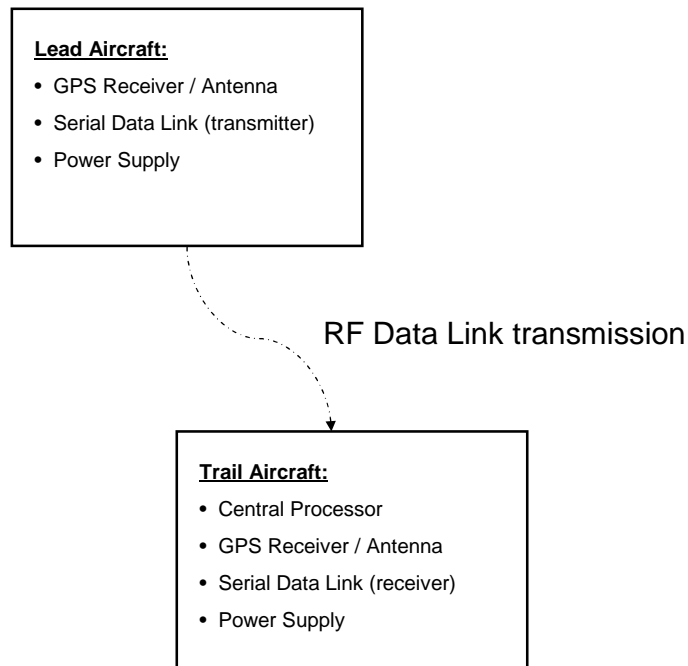 Lead Aircraft:
• GPS Receiver / Antenna
• Serial Data Link (transmitter)
• Power Supply
RF Data Link transmission
Trail Aircraft:
• Central Processor
• GPS Receiver / Antenna
• Serial Data Link (receiver)
• Power Supply